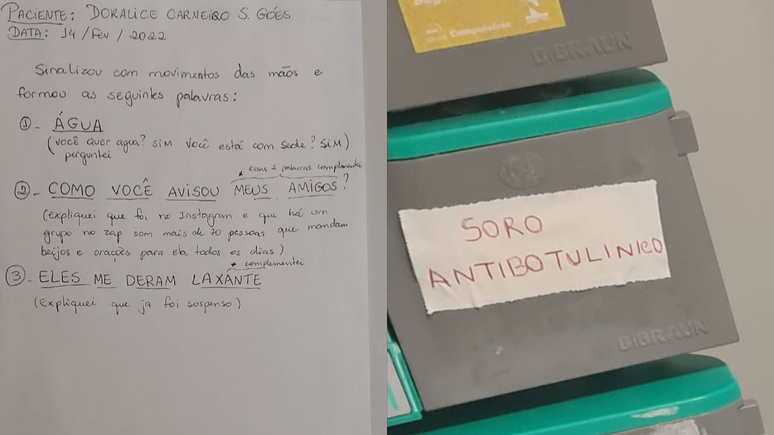 PACIENTE: DORALICE CARNEIRO S. GÓES
DATA: 14 / Fev / 2022
Sinalizou com movimentos das mãos e
formou as seguintes palavras:
1 - ÁGUA
(você quer água? SIM Você está com sede? SIM)
perguntei
* essas 2 palavras complementei
2 - COMO VOCÊ AVISOU MEUS AMIGOS?
(expliquei que foi no Instagran e que há um
grupo no zap com mais de 70 pessoas que mandam
beijos e orações para ela todos os dias)
* complementei
3 - ELES ME DERAM LAXANTE
(Expliquei que ja foi suspenso)
Compulsivo
B|BRAUN
SORO
ANTIBOTULINICO
B|BRAUN